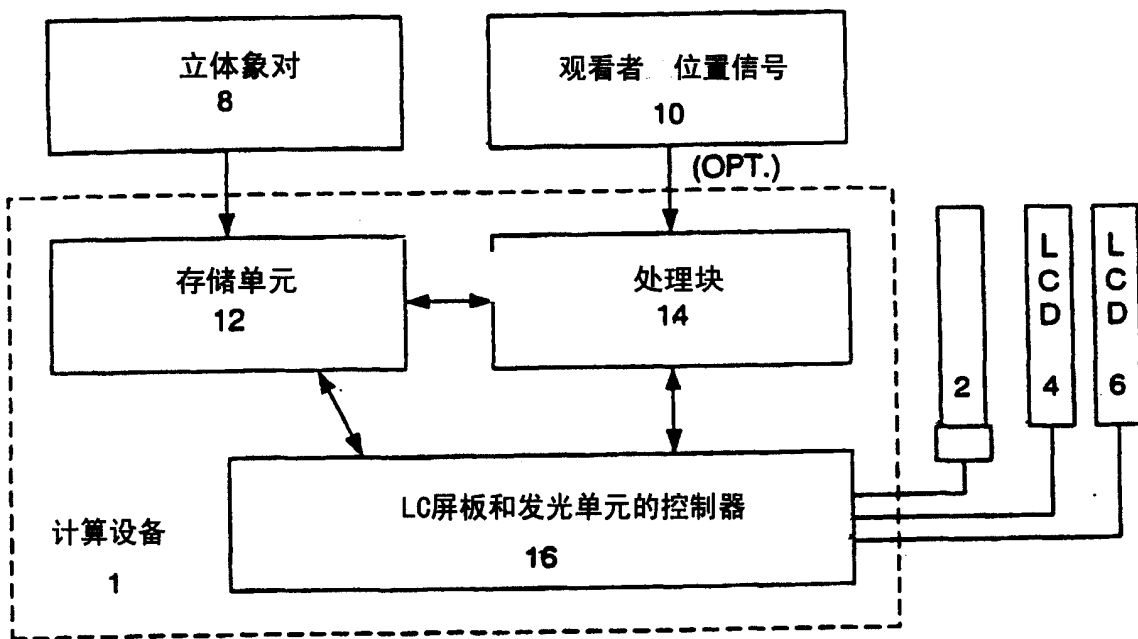 立体象对
8
观看者 位置信号
10
(OPT.)
存储单元
12
处理块
14
LC屏板和发光单元的控制器
16
计算设备
1
2
LCD
4
LCD
6